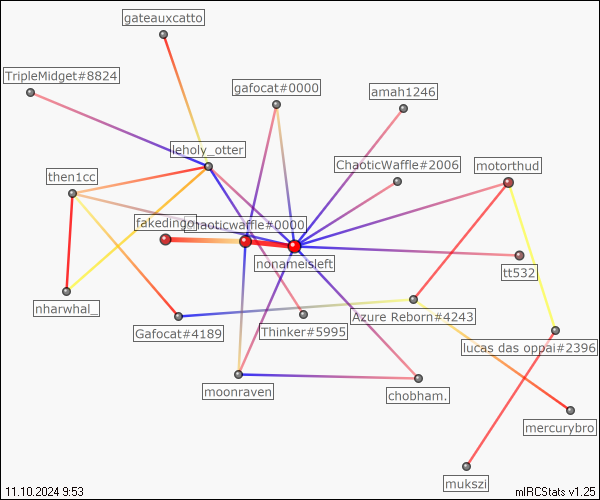 gateauxcatto
TripleMidget#8824
gafocat#0000
amah1246
leholy_otter
ChaoticWaffle#2006
motorthud
then1cc
fakedingo
chaoticwaffle#0000
nonameisleft
tt532
nharwhal_
Gafocat#4189
Thinker#5995
Azure Reborn#4243
lucas das oppai#2396
moonraven
chobham.
mercurybro
mukszi
11.10.2024 9:53
mIRCStats v1.25